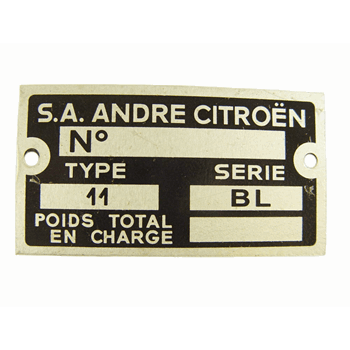 S.A. ANDRE CITROËN
N°
TYPE SERIE
11 BL
POIDS TOTAL
EN CHARGE